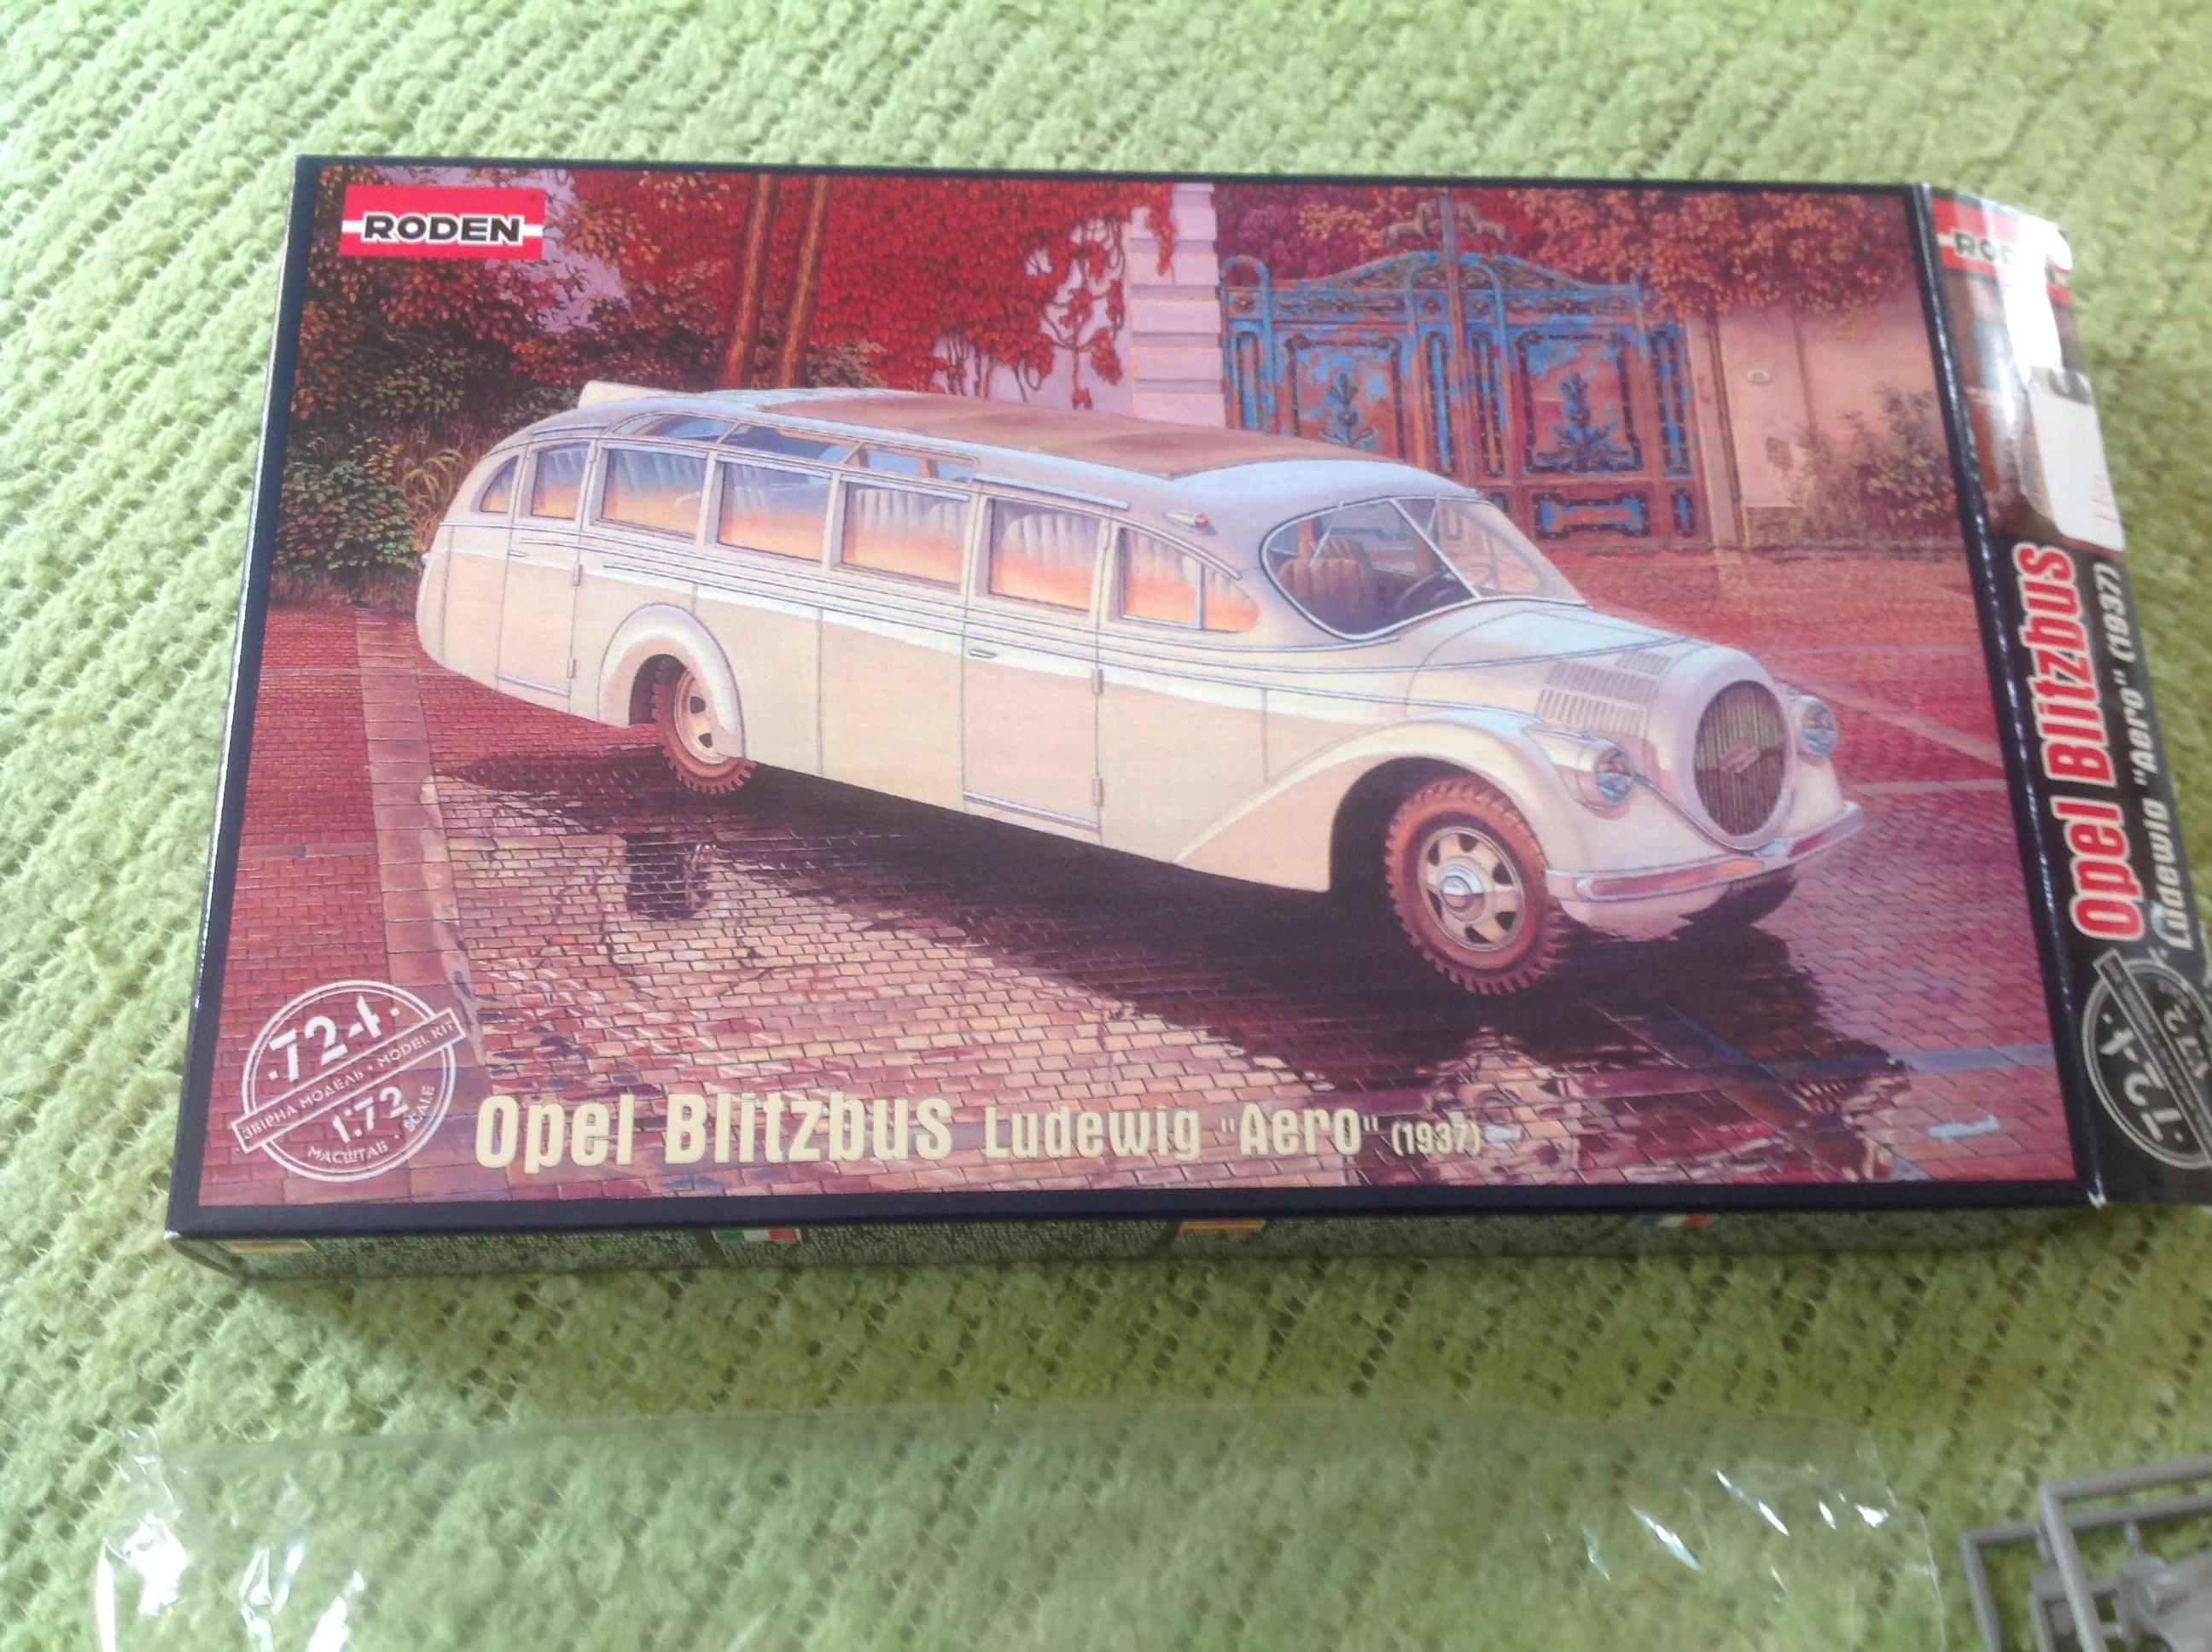 RODEN
·72-
ЗБІРНА МОДЕЛЬ · MODEL KIT
1:72
МАСШТАБ · SCALE
Opel Blitzbus Ludewig "Aero" (1937)
Opel Blitzbus
Ludewig "Aero" (1937)